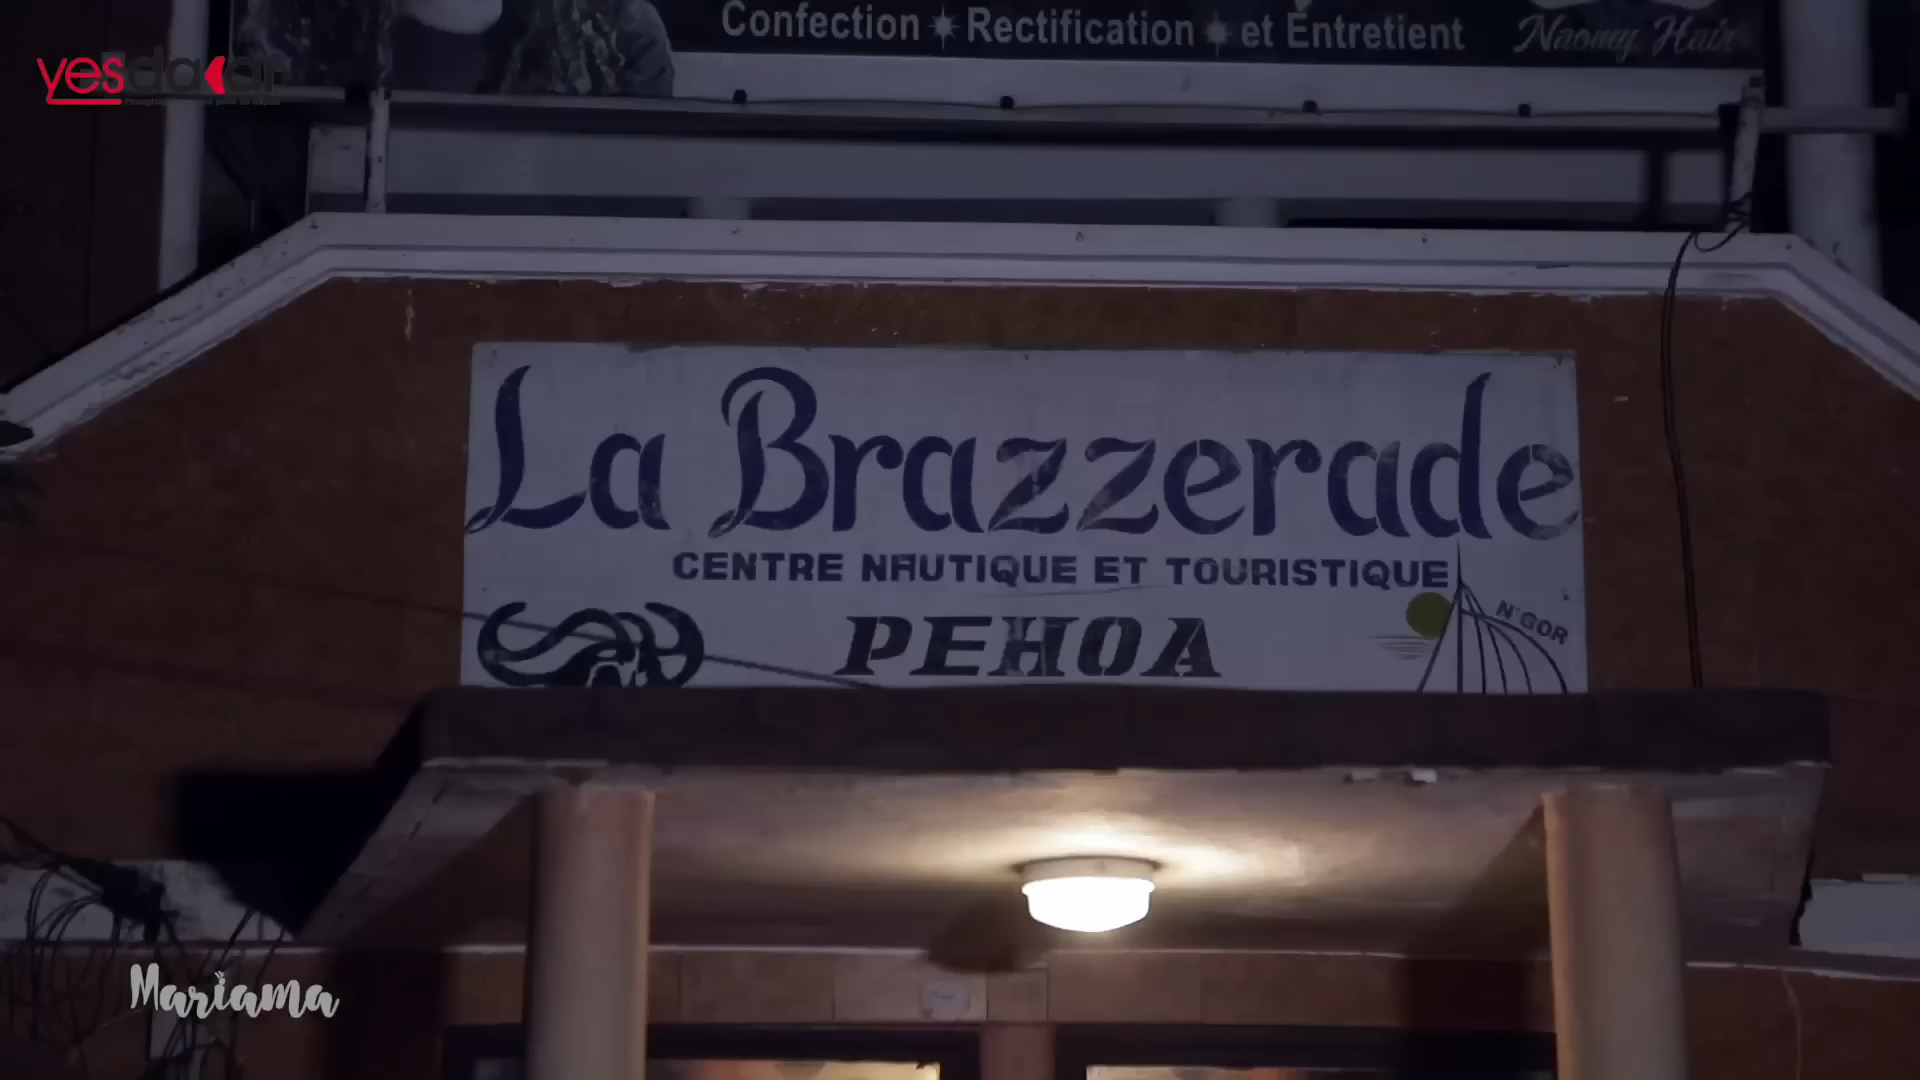 Confection ✶ Rectification ✶ et Entretient
Naomy Hair
yesdakar
La Brazzerade
CENTRE NAUTIQUE ET TOURISTIQUE
N'GOR
PEHOA
Mariama